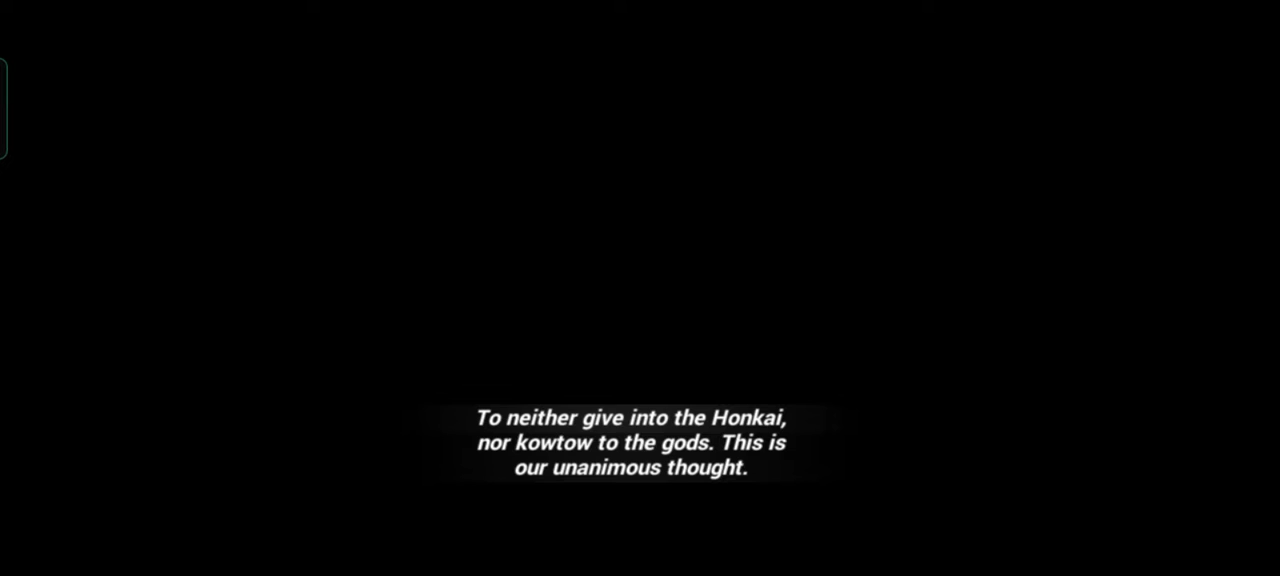 To neither give into the Honkai,
nor kowtow to the gods. This is
our unanimous thought.